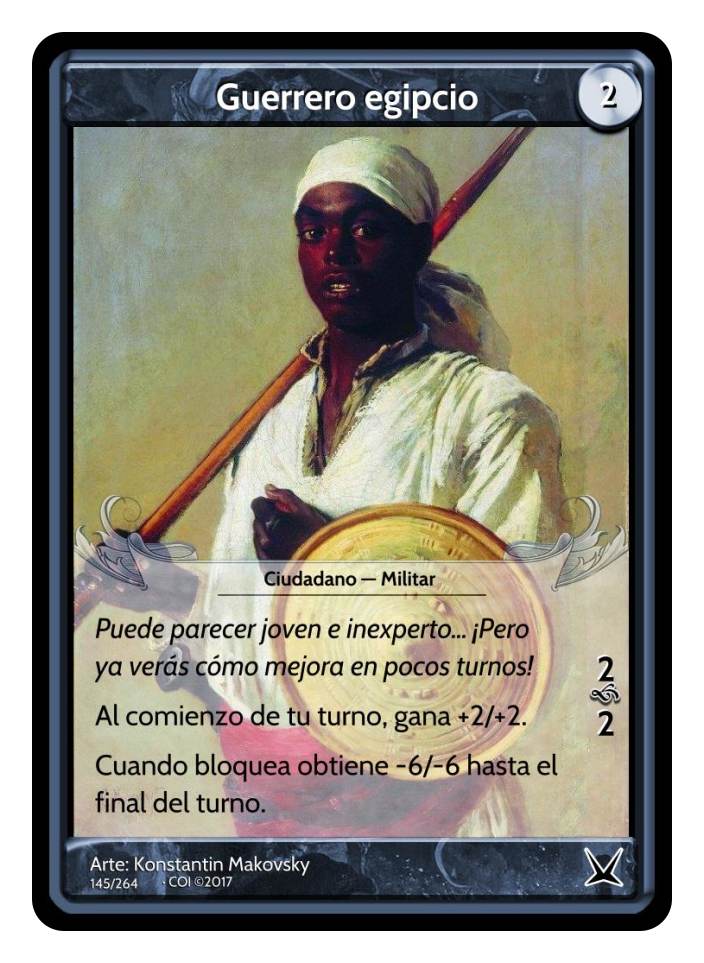 Guerrero egipcio
2
Ciudadano — Militar
Puede parecer joven e inexperto... ¡Pero
ya verás cómo mejora en pocos turnos!
Al comienzo de tu turno, gana +2/+2.
Cuando bloquea obtiene -6/-6 hasta el
final del turno.
2
2
Arte: Konstantin Makovsky
145/264 · COI ©2017